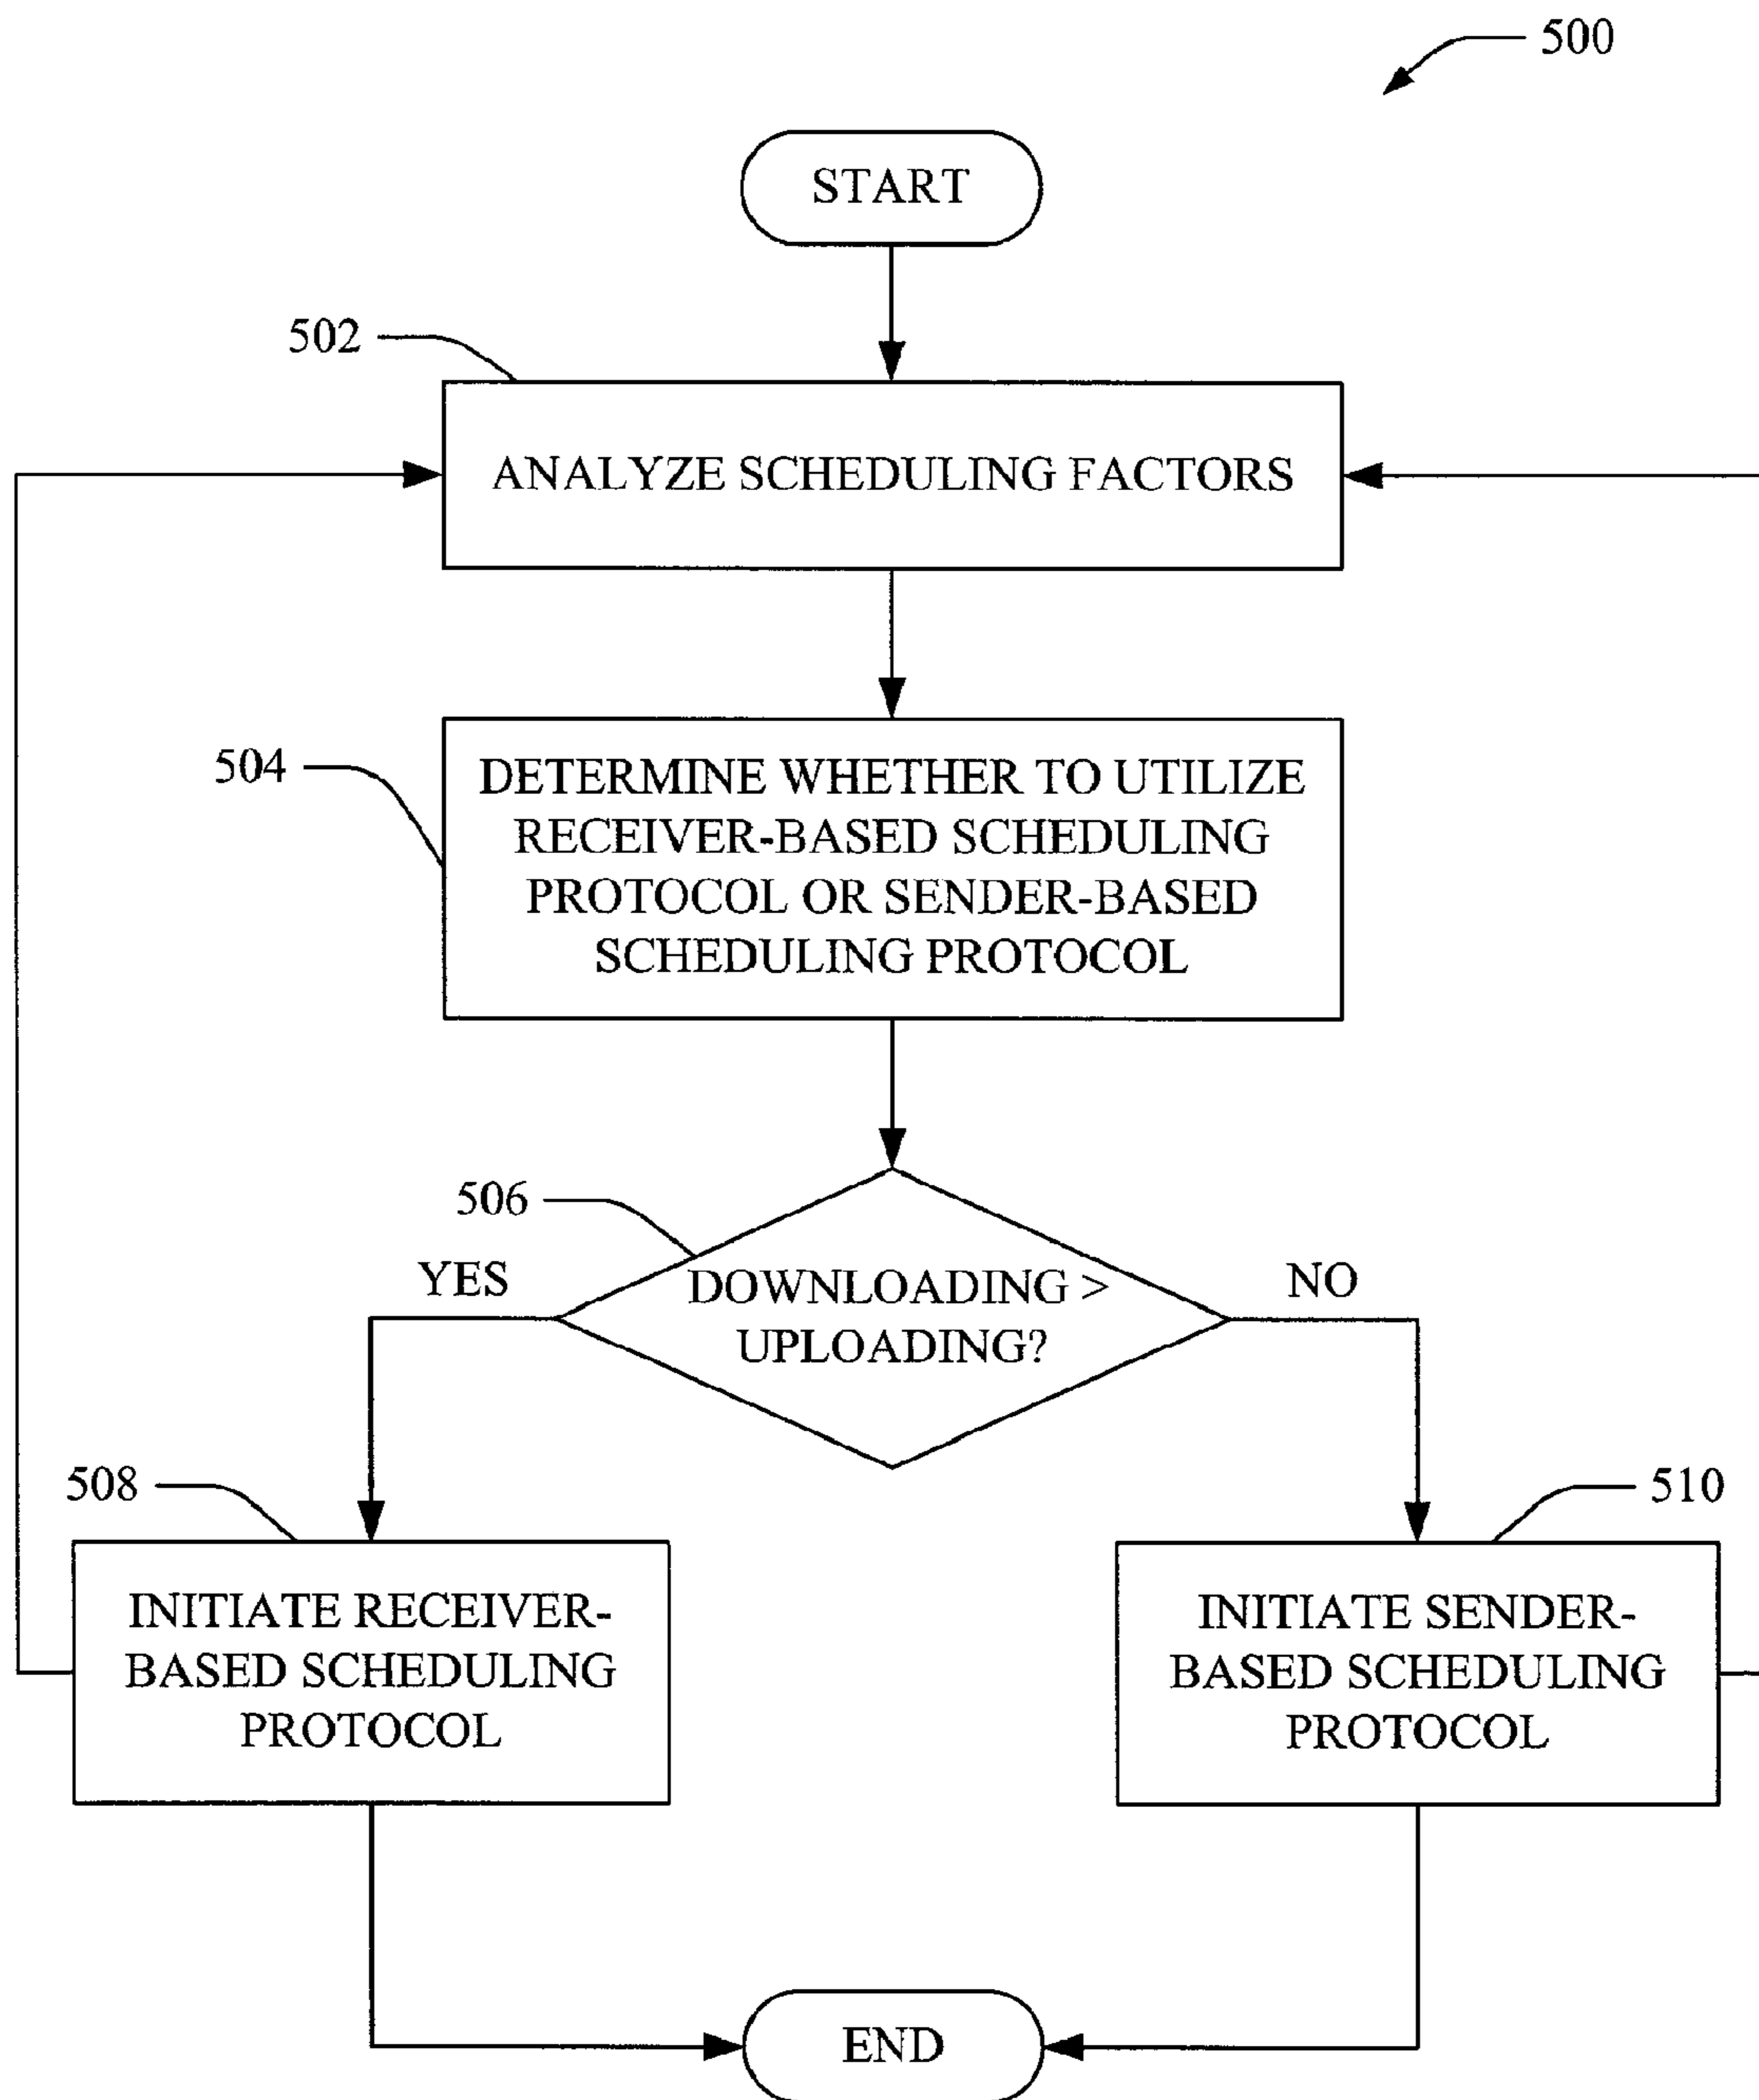 500
START
502
ANALYZE SCHEDULING FACTORS
504
DETERMINE WHETHER TO UTILIZE
RECEIVER-BASED SCHEDULING
PROTOCOL OR SENDER-BASED
SCHEDULING PROTOCOL
506
YES
DOWNLOADING >
UPLOADING?
NO
508
INITIATE RECEIVER-
BASED SCHEDULING
PROTOCOL
510
INITIATE SENDER-
BASED SCHEDULING
PROTOCOL
END